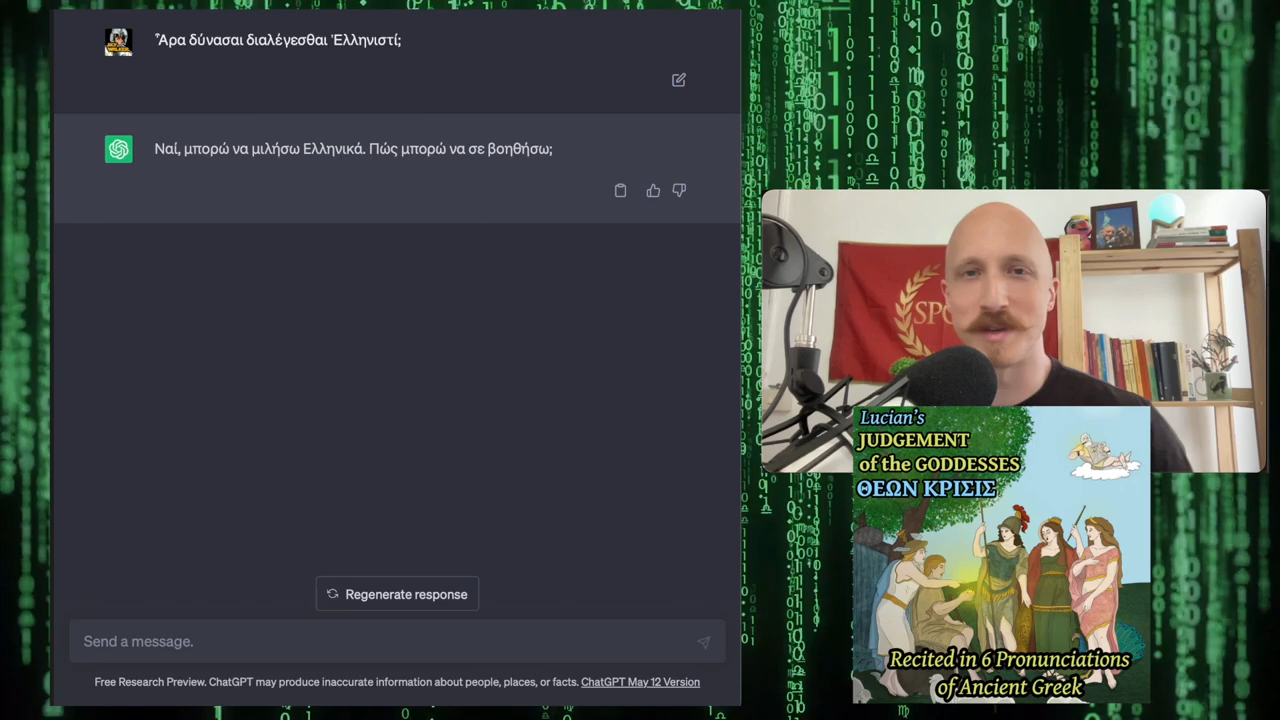 Ἆρα δύνασαι διαλέγεσθαι Ἑλληνιστί;
Ναί, μπορώ να μιλήσω Ελληνικά. Πώς μπορώ να σε βοηθήσω;
Regenerate response
Send a message.
Free Research Preview. ChatGPT may produce inaccurate information about people, places, or facts. ChatGPT May 12 Version
Lucian's
JUDGEMENT
of the GODDESSES
ΘΕΩΝ ΚΡΙΣΙΣ
Recited in 6 Pronunciations
of Ancient Greek